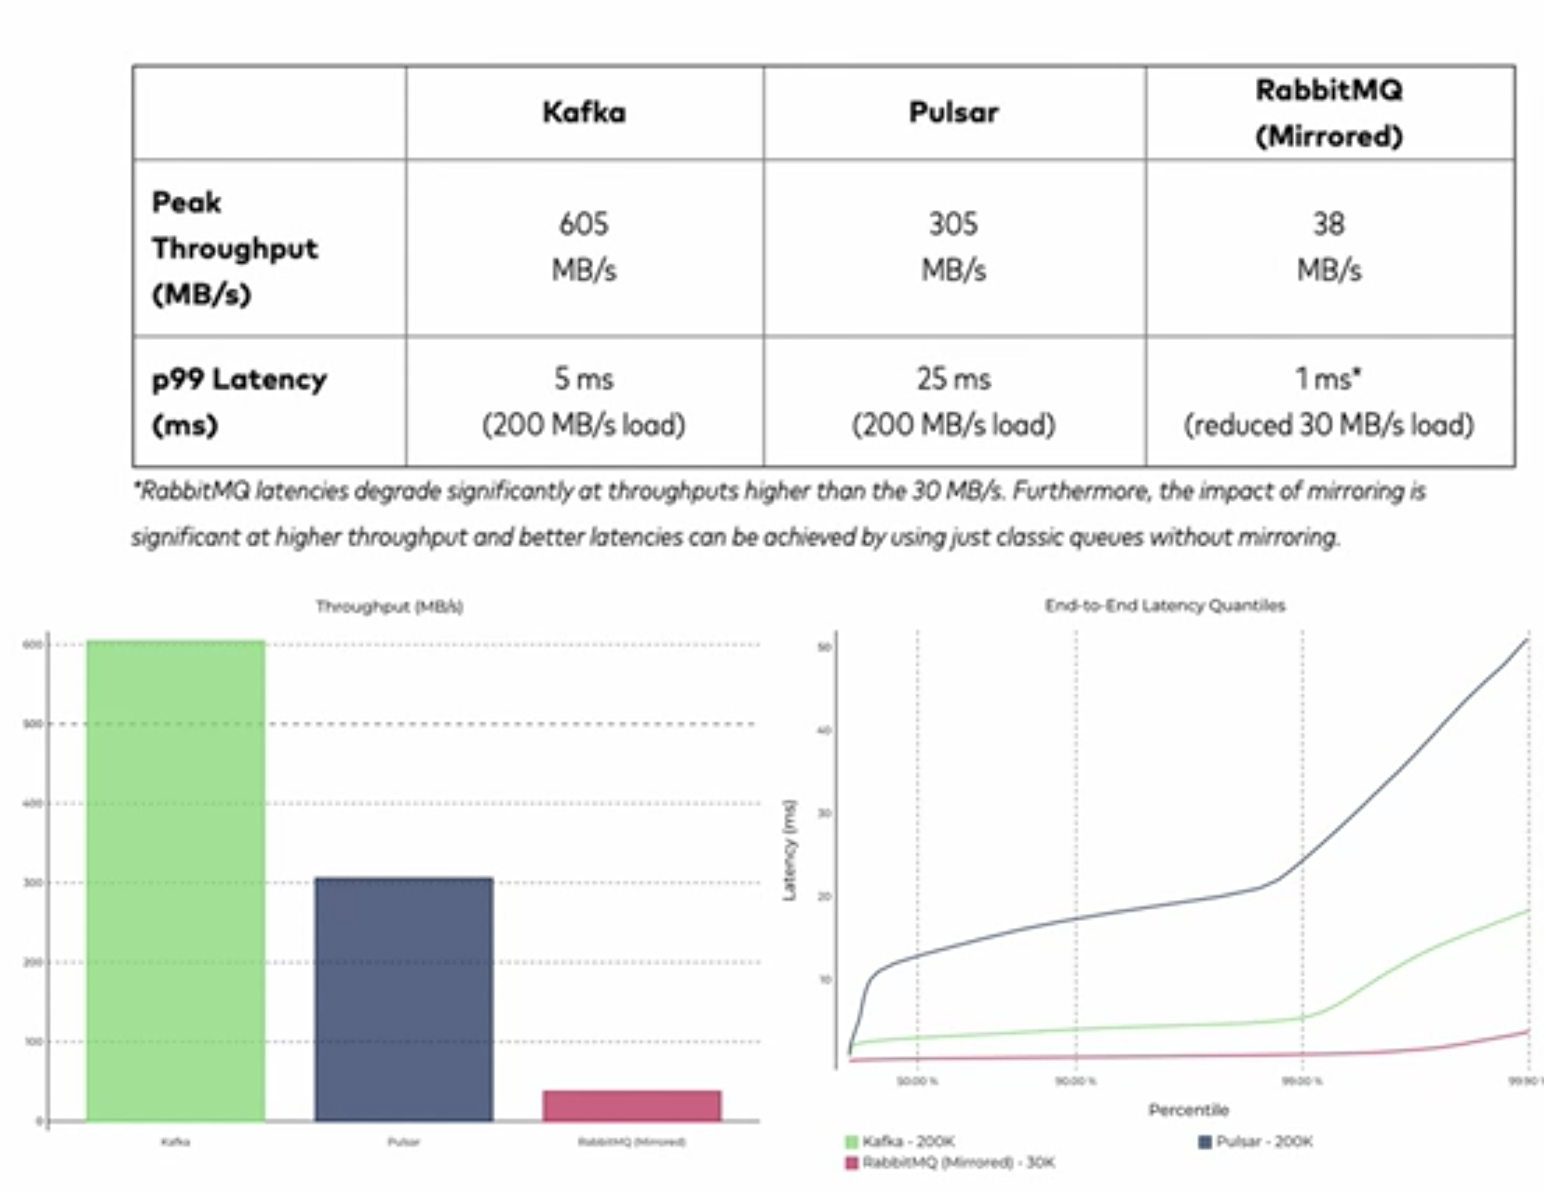 Kafka
Pulsar
RabbitMQ
(Mirrored)
Peak
Throughput
(MB/s)
605
MB/s
305
MB/s
38
MB/s
p99 Latency
(ms)
5 ms
(200 MB/s load)
25 ms
(200 MB/s load)
1 ms*
(reduced 30 MB/s load)
*RabbitMQ latencies degrade significantly at throughputs higher than the 30 MB/s. Furthermore, the impact of mirroring is
significant at higher throughput and better latencies can be achieved by using just classic queues without mirroring.
Throughput (MB/s)
600
500
400
300
200
100
0
Kafka
Pulsar
RabbitMQ (Mirrored)
End-to-End Latency Quantiles
Latency (ms)
50
40
30
20
10
50.00 %
90.00 %
99.00 %
99.90 %
Percentile
Kafka - 200K
Pulsar - 200K
RabbitMQ (Mirrored) - 30K